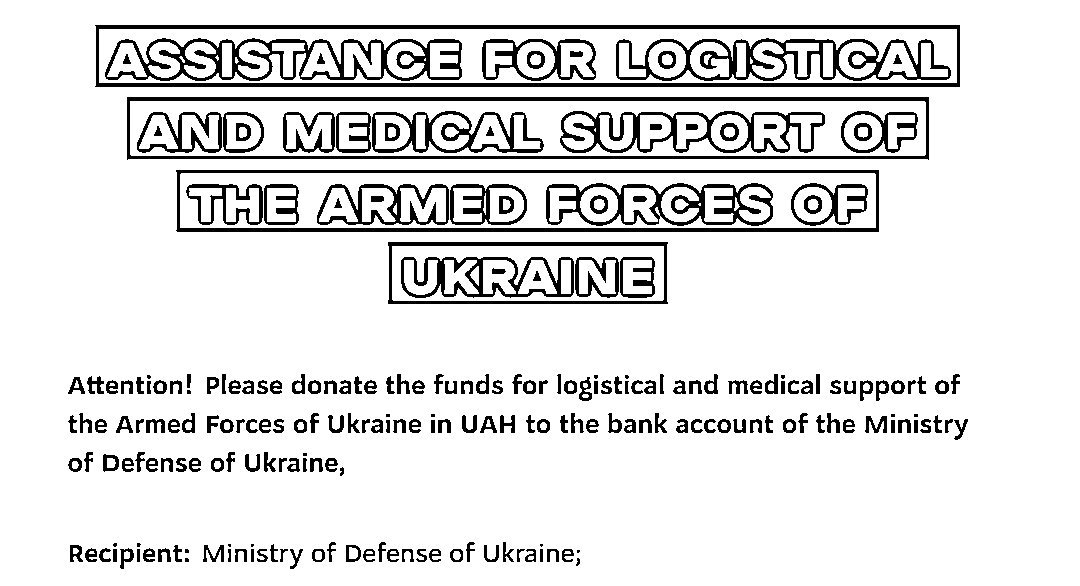 ASSISTANCE FOR LOGISTICAL
AND MEDICAL SUPPORT OF
THE ARMED FORCES OF
UKRAINE
Attention! Please donate the funds for logistical and medical support of
the Armed Forces of Ukraine in UAH to the bank account of the Ministry
of Defense of Ukraine,
Recipient: Ministry of Defense of Ukraine;